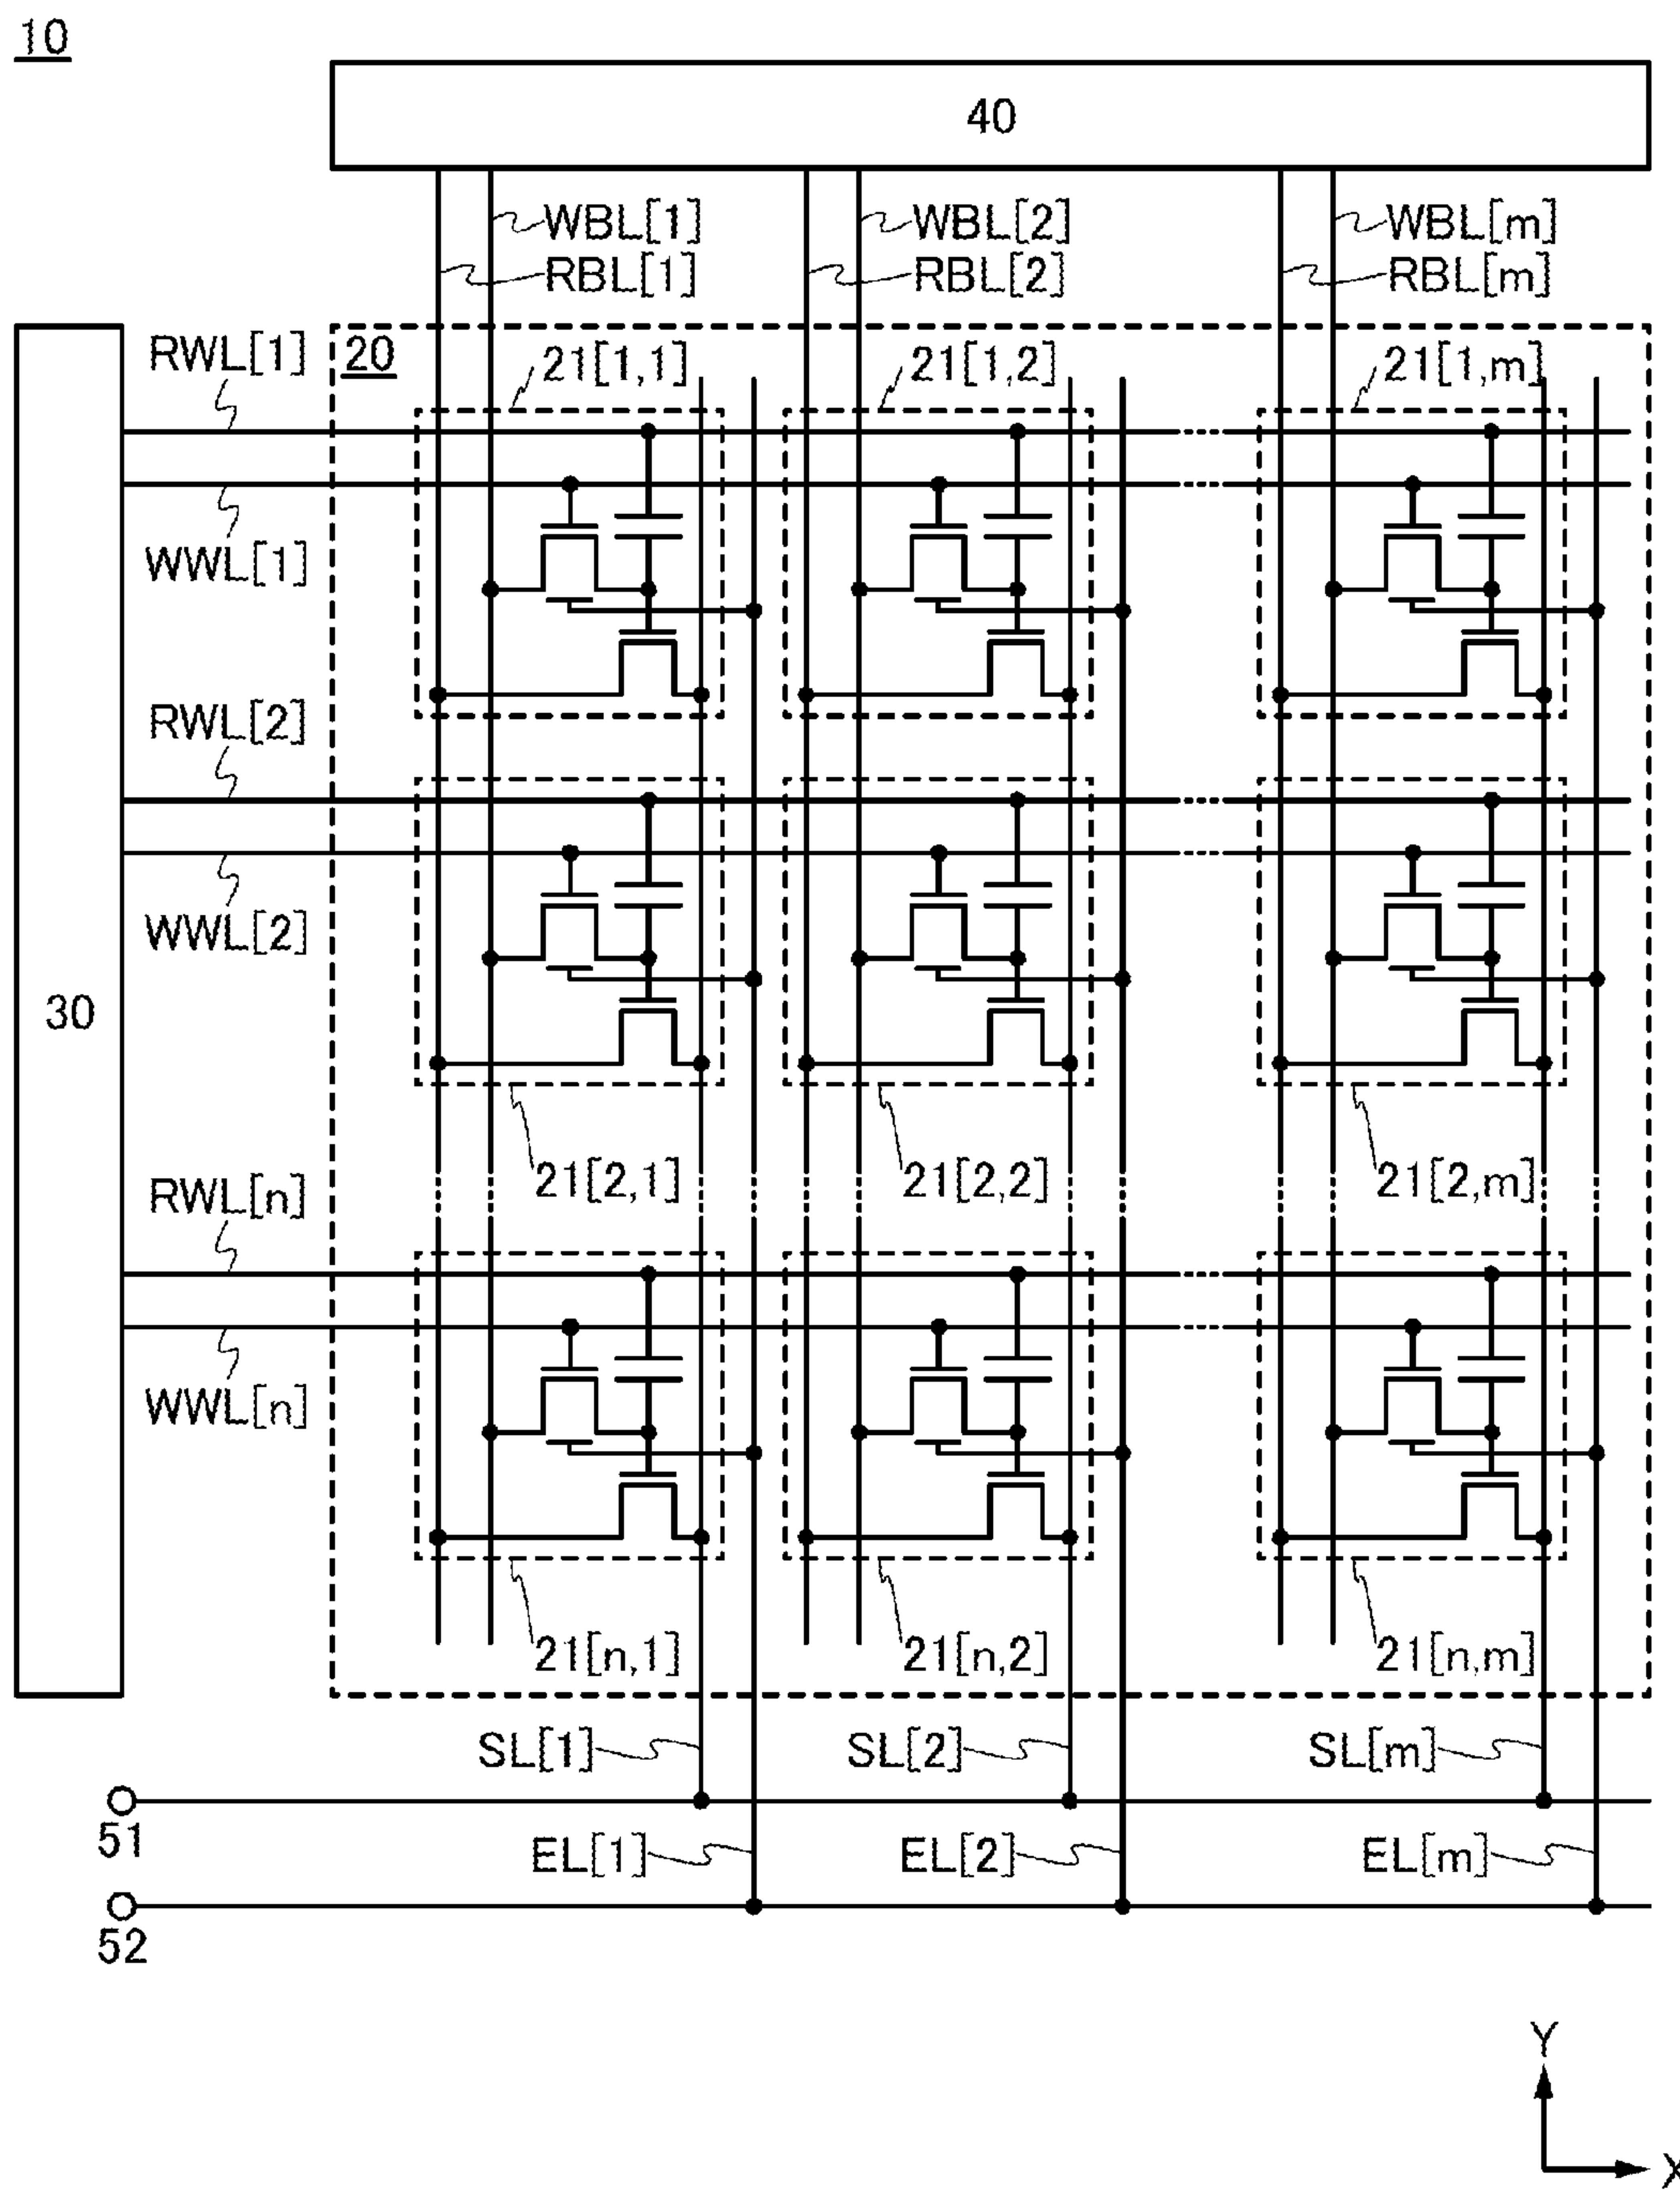 10
40
WBL[1] WBL[2] WBL[m]
RBL[1] RBL[2] RBL[m]
RWL[1] 20 21[1,1] 21[1,2] 21[1,m]
WWL[1]
RWL[2]
WWL[2]
30
21[2,1] 21[2,2] 21[2,m]
RWL[n]
WWL[n]
21[n,1] 21[n,2] 21[n,m]
SL[1] SL[2] SL[m]
51
EL[1] EL[2] EL[m]
52
Y
X